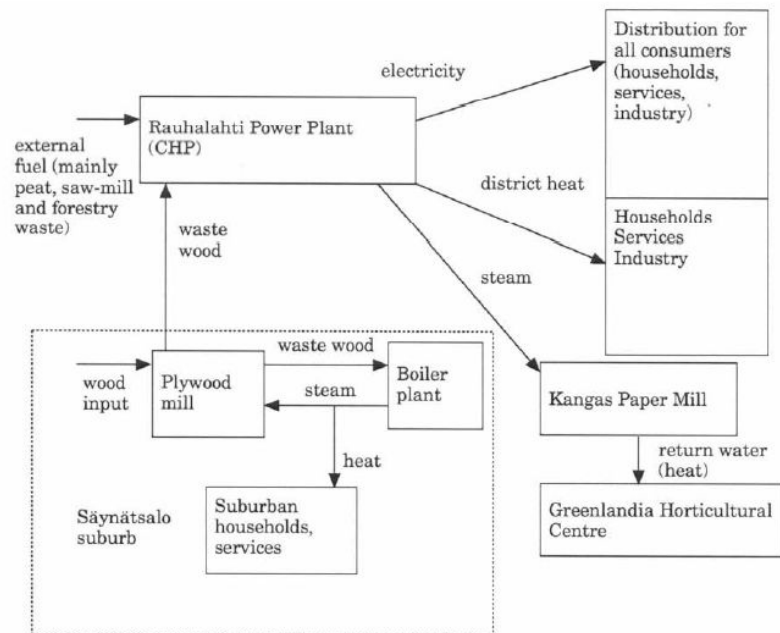 Distribution for
all consumers
(households,
services,
industry)
electricity
Rauhalahti Power Plant
(CHP)
external
fuel (mainly
peat, saw-mill
and forestry
waste)
district heat
Households
Services
Industry
waste
wood
steam
waste wood
wood
input
Plywood
mill
steam
Boiler
plant
Kangas Paper Mill
heat
return water
(heat)
Säynätsalo
suburb
Suburban
households,
services
Greenlandia Horticultural
Centre